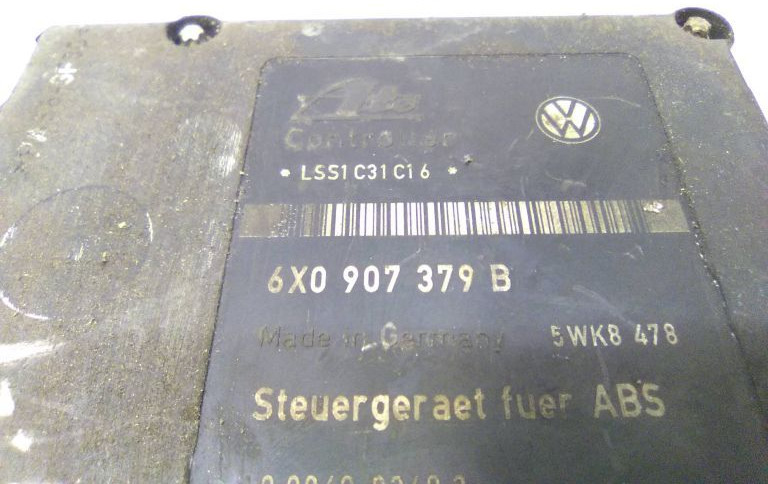 Ate
Controller
* LSS1C31C16 *
6X0 907 379 B
Made in Germany 5WK8 478
Steuergeraet fuer ABS